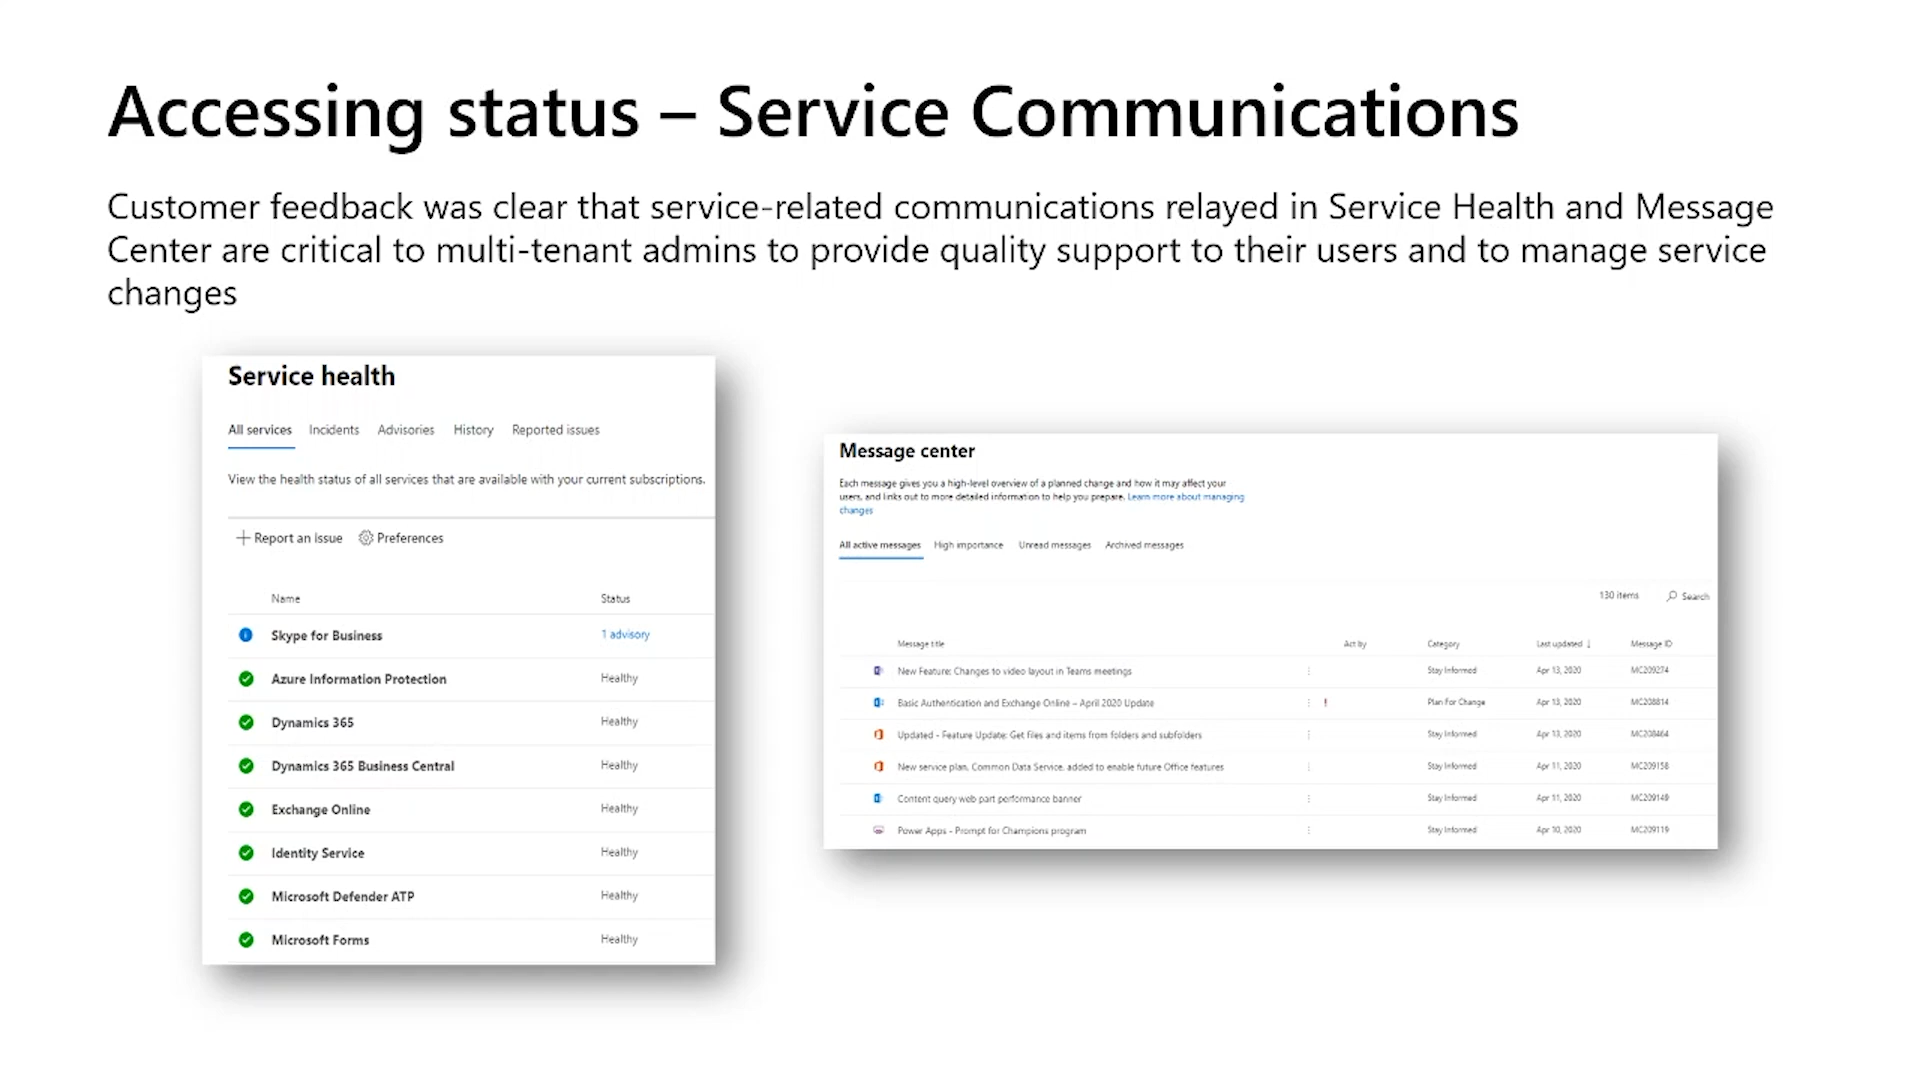 Accessing status – Service Communications
Customer feedback was clear that service-related communications relayed in Service Health and Message
Center are critical to multi-tenant admins to provide quality support to their users and to manage service
changes
Service health
All services Incidents Advisories History Reported issues
View the health status of all services that are available with your current subscriptions.
Report an issue Preferences
Name Status
Skype for Business 1 advisory
Azure Information Protection Healthy
Dynamics 365 Healthy
Dynamics 365 Business Central Healthy
Exchange Online Healthy
Identity Service Healthy
Microsoft Defender ATP Healthy
Microsoft Forms Healthy
Message center
Each message gives you a high-level overview of a planned change and how it may affect your
users, and links out to more detailed information to help you prepare. Learn more about managing
changes
All active messages High importance Unread messages Archived messages
130 items Search
Message title Act by Category Last updated ↓ Message ID
New Feature: Changes to video layout in Teams meetings Stay Informed Apr 13, 2020 MC209274
Basic Authentication and Exchange Online – April 2020 Update ! Plan For Change Apr 13, 2020 MC208814
Updated - Feature Update: Get files and items from folders and subfolders Stay Informed Apr 13, 2020 MC208464
New service plan, Common Data Service, added to enable future Office features Stay Informed Apr 11, 2020 MC209158
Content query web part performance banner Stay Informed Apr 11, 2020 MC209149
Power Apps - Prompt for Champions program Stay Informed Apr 10, 2020 MC209119